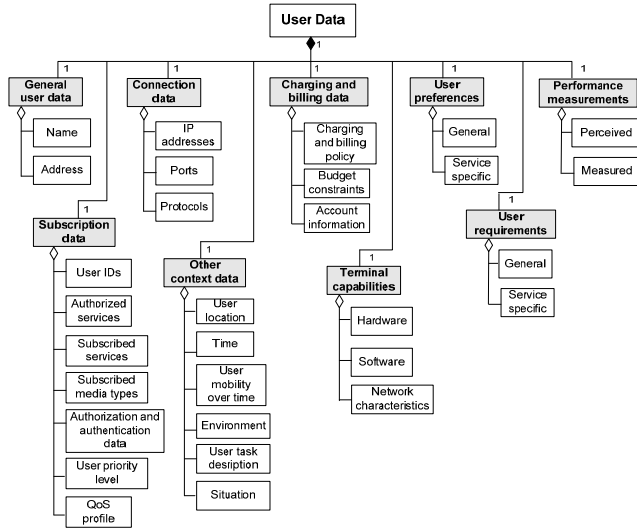 User Data
1
1
1
1
1
1
General
user data
Connection
data
Charging and
billing data
User
preferences
Performance
measurements
Name
Address
IP
addresses
Ports
Protocols
Charging
and billing
policy
Budget
constraints
Account
information
General
Service
specific
Perceived
Measured
1
Subscription
data
User IDs
Authorized
services
Subscribed
services
Subscribed
media types
Authorization and
authentication
data
User priority
level
QoS
profile
1
Other
context data
User
location
Time
User
mobility
over time
Environment
User task
desription
Situation
1
Terminal
capabilities
Hardware
Software
Network
characteristics
1
User
requirements
General
Service
specific